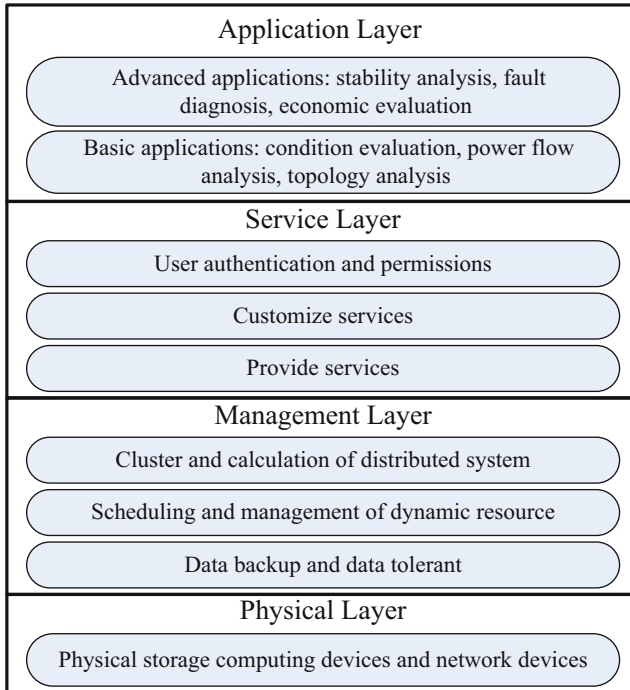 Application Layer
Advanced applications: stability analysis, fault
diagnosis, economic evaluation
Basic applications: condition evaluation, power flow
analysis, topology analysis
Service Layer
User authentication and permissions
Customize services
Provide services
Management Layer
Cluster and calculation of distributed system
Scheduling and management of dynamic resource
Data backup and data tolerant
Physical Layer
Physical storage computing devices and network devices